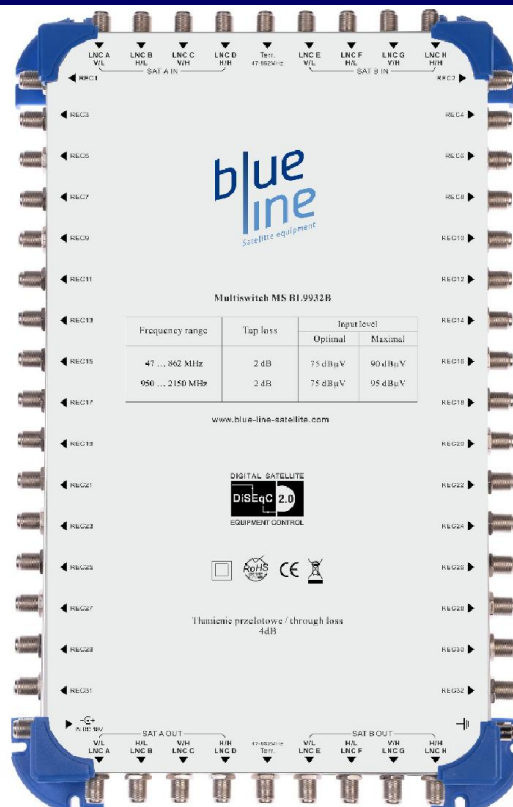 LNC A LNC B LNC C LNC D Terr. LNC E LNC F LNC G LNC H
V/L H/L V/H H/H 47-862MHz V/L H/L V/H H/H
SAT A IN SAT B IN
REC1 REC2
REC3 REC4
REC5 REC6
REC7 REC8
REC9 REC10
REC11 REC12
REC13 REC14
REC15 REC16
REC17 REC18
REC19 REC20
REC21 REC22
REC23 REC24
REC25 REC26
REC27 REC28
REC29 REC30
REC31 REC32
blue
line
Satellite equipment
Multiswitch MS BL9932B
Frequency range Tap loss Input level
Optimal Maximal
47 ... 862 MHz 2 dB 75 dBµV 90 dBµV
950 ... 2150 MHz 2 dB 75 dBµV 95 dBµV
www.blue-line-satellite.com
DIGITAL SATELLITE
DiSEqC 2.0
EQUIPMENT CONTROL
RoHS CE
Tłumienie przelotowe / through loss
4dB
SAT A OUT SAT B OUT
V/L H/L V/H H/H 47-862MHz V/L H/L V/H H/H
LNC A LNC B LNC C LNC D Terr. LNC E LNC F LNC G LNC H